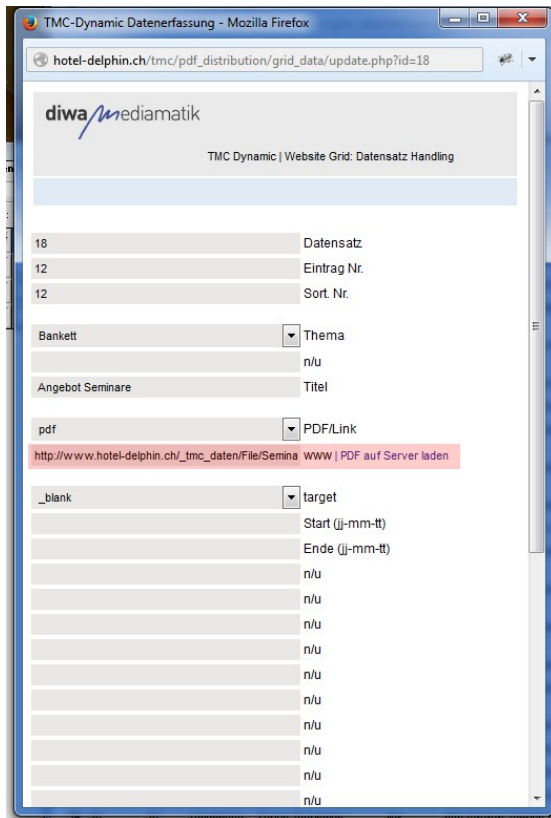 TMC-Dynamic Datenerfassung - Mozilla Firefox
hotel-delphin.ch/tmc/pdf_distribution/grid_data/update.php?id=18
diwa Mediamatik
TMC Dynamic | Website Grid: Datensatz Handling
18 Datensatz
12 Eintrag Nr.
12 Sort. Nr.
Bankett Thema
n/u
Angebot Seminare Titel
pdf PDF/Link
http://www.hotel-delphin.ch/_tmc_daten/File/Semina WWW | PDF auf Server laden
_blank target
Start (jj-mm-tt)
Ende (jj-mm-tt)
n/u
n/u
n/u
n/u
n/u
n/u
n/u
n/u
n/u
n/u